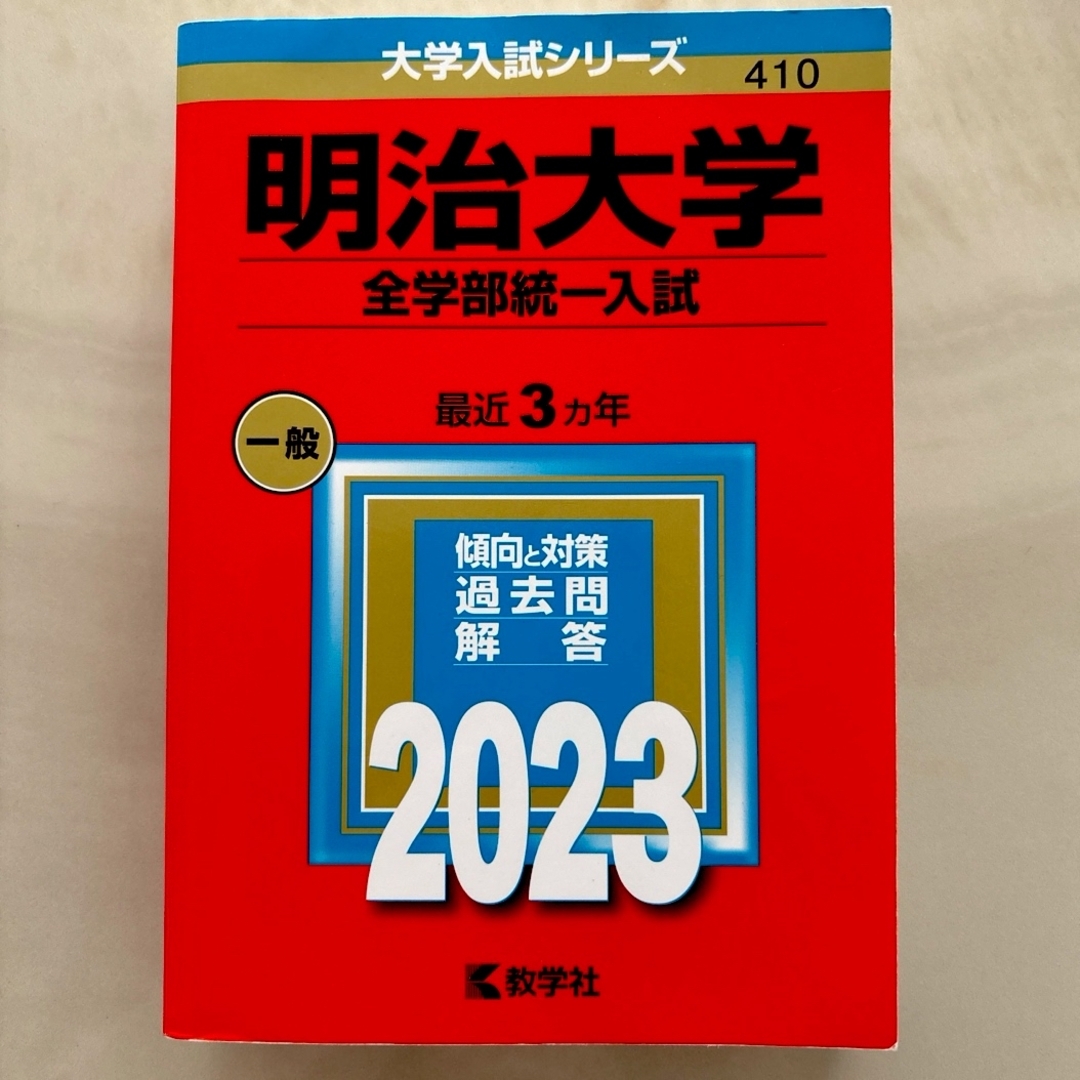 大学入試シリーズ
410
明治大学
全学部統一入試
最近3カ年
一般
傾向と対策
過去問
解答
2023
教学社